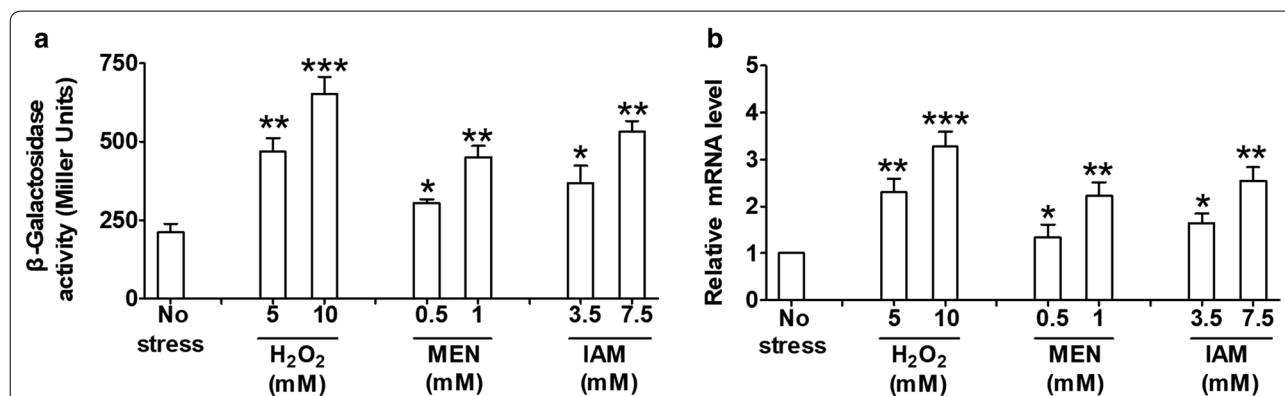 a
β-Galactosidase
activity (Miller Units)
750
500
250
0
***
**
**
**
*
*
No
stress
5 10 0.5 1 3.5 7.5
H₂O₂ MEN IAM
(mM) (mM) (mM)
b
Relative mRNA level
5
4
3
2
1
0
***
**
**
**
*
*
No
stress
5 10 0.5 1 3.5 7.5
H₂O₂ MEN IAM
(mM) (mM) (mM)